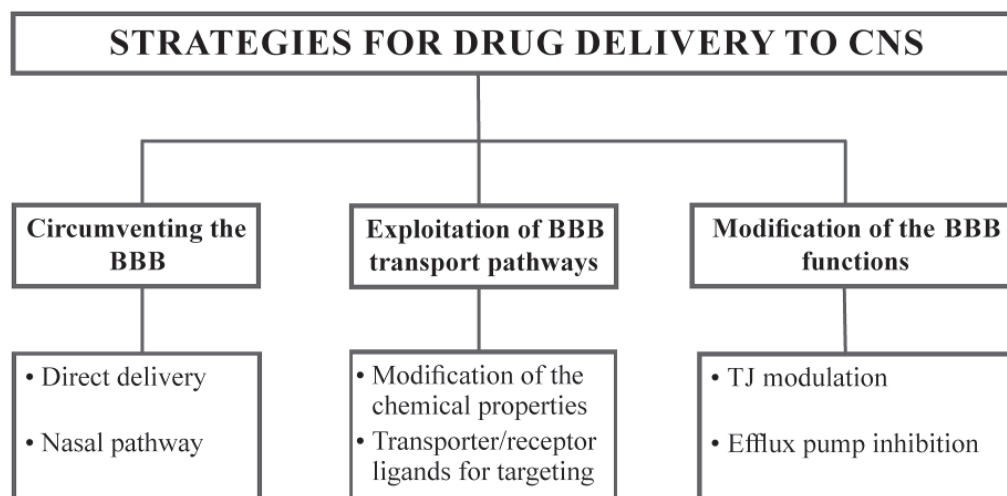 STRATEGIES FOR DRUG DELIVERY TO CNS
Circumventing the
BBB
Exploitation of BBB
transport pathways
Modification of the BBB
functions
• Direct delivery
• Nasal pathway
• Modification of the
chemical properties
• Transporter/receptor
ligands for targeting
• TJ modulation
• Efflux pump inhibition